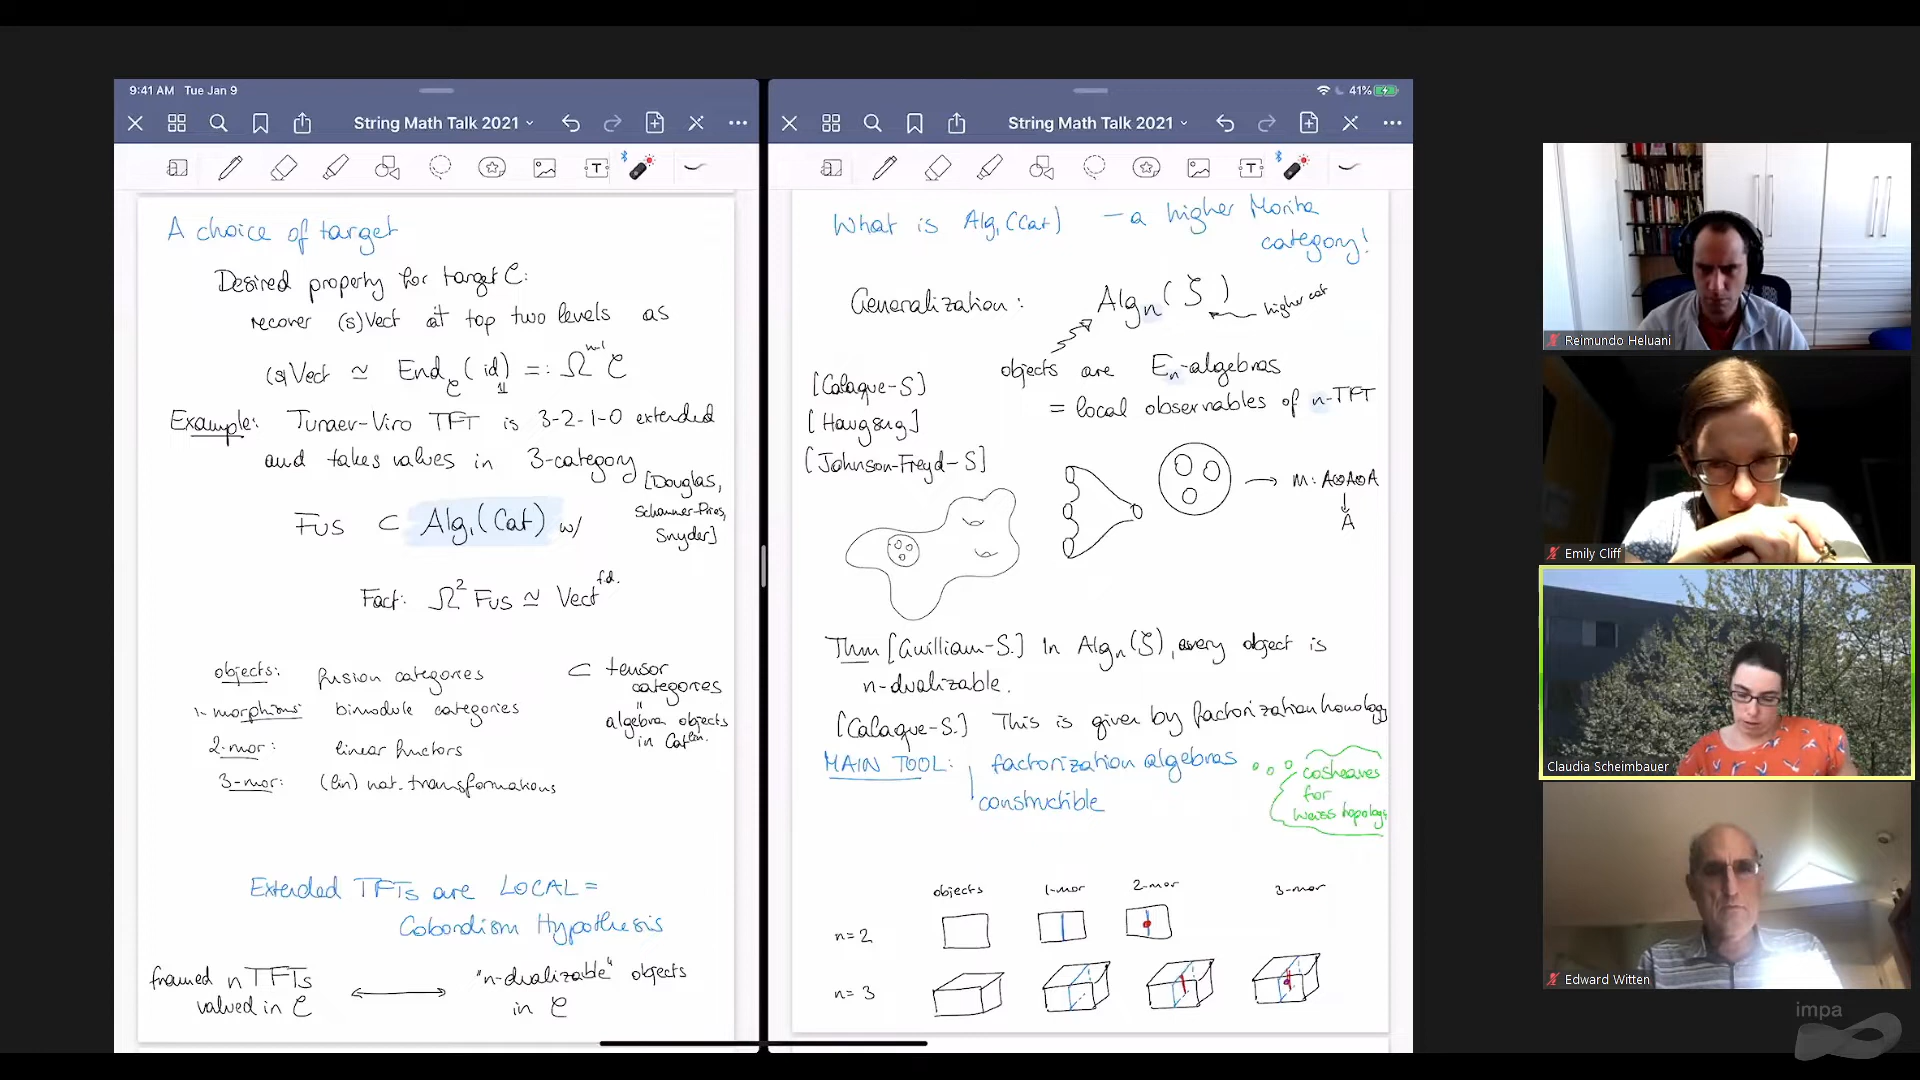 9:41 AM Tue Jan 9
41%
String Math Talk 2021
String Math Talk 2021
A choice of target
Desired property for target C:
recover (s)Vect at top two levels as
(s)Vect ≃ End_C(id_1) =: Ω^{n-1} C
Example: Turaev-Viro TFT is 3-2-1-0 extended
and takes values in 3-category
[Douglas,
Schommer-Pries,
Snyder]
Fus ⊂ Alg₁(Cat) w/
Fact: Ω² Fus ≃ Vect^{f.d.}
objects: fusion categories ⊂ tensor
categories
1-morphisms bimodule categories
=
algebra objects
in Cat^{lin.}
2-mor: linear functors
3-mor: (lin) nat. transformations
Extended TFTs are LOCAL =
Cobordism Hypothesis
framed nTFTs ⟷ "n-dualizable" objects
valued in C in C
What is Alg₁(Cat) – a higher Morita
category!
Generalization: Alg_n(S) ← higher cat
objects are E_n-algebras
= local observables of n-TFT
[Calaque-S]
[Haugseng]
[Johnson-Freyd-S]
→ m: A⊗A⊗A
↓
A
Thm [Gwilliam-S.] In Alg_n(S), every object is
n-dualizable.
[Calaque-S.] This is given by factorization homology
MAIN TOOL: factorization algebras
constructible
cosheaves
for
Weiss topology
objects 1-mor 2-mor 3-mor
n=2
n=3
Reimundo Heluani
Emily Cliff
Claudia Scheimbauer
Edward Witten
impa